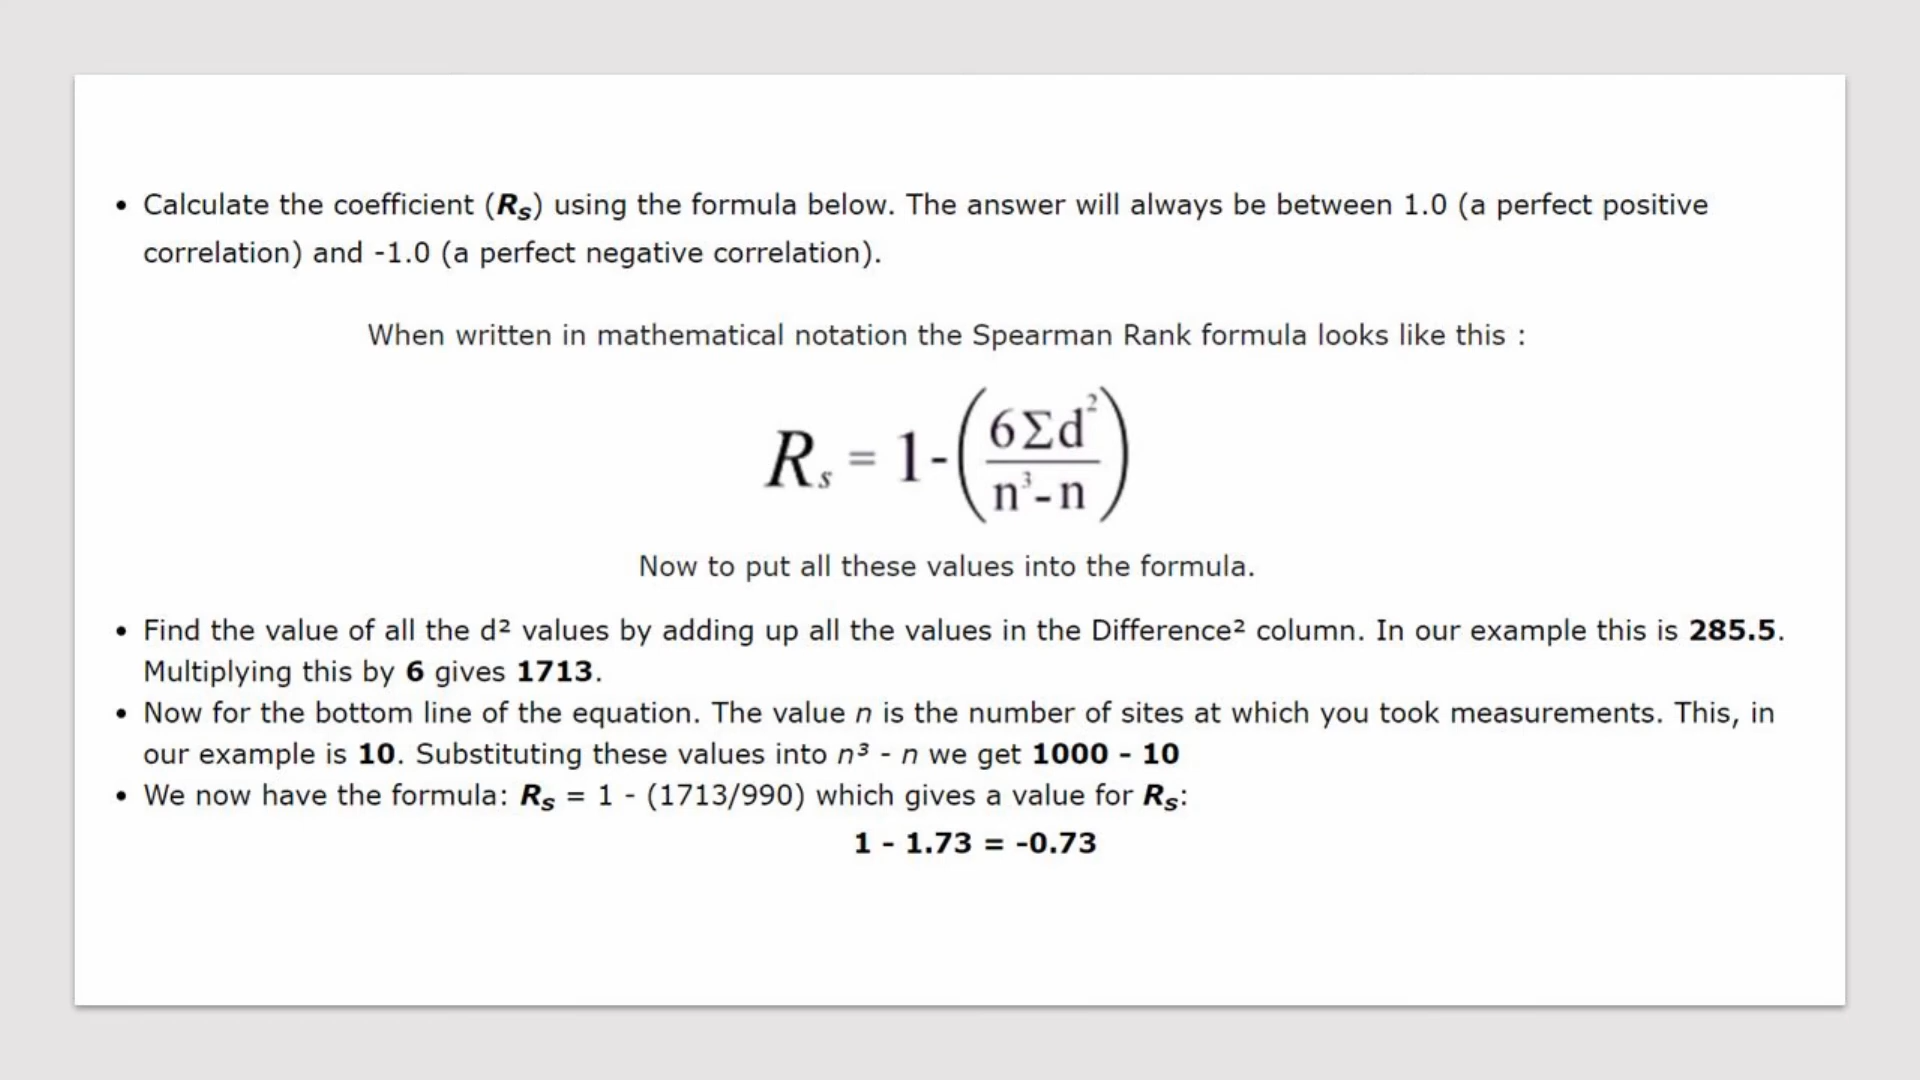 • Calculate the coefficient (Rs) using the formula below. The answer will always be between 1.0 (a perfect positive
correlation) and -1.0 (a perfect negative correlation).
When written in mathematical notation the Spearman Rank formula looks like this :
Rs = 1-(6Σd²/n³-n)
Now to put all these values into the formula.
• Find the value of all the d² values by adding up all the values in the Difference² column. In our example this is 285.5.
Multiplying this by 6 gives 1713.
• Now for the bottom line of the equation. The value n is the number of sites at which you took measurements. This, in
our example is 10. Substituting these values into n³ - n we get 1000 - 10
• We now have the formula: Rs = 1 - (1713/990) which gives a value for Rs:
1 - 1.73 = -0.73